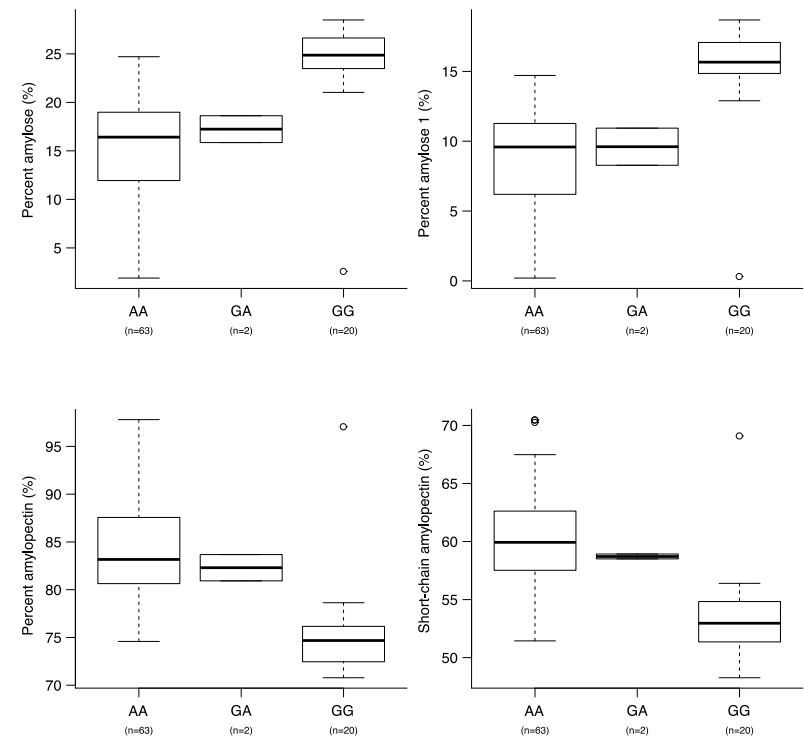 Percent amylose (%)
25
20
15
10
5
AA
GA
GG
(n=63)
(n=2)
(n=20)
Percent amylose 1 (%)
15
10
5
0
AA
GA
GG
(n=63)
(n=2)
(n=20)
Percent amylopectin (%)
95
90
85
80
75
70
AA
GA
GG
(n=63)
(n=2)
(n=20)
Short-chain amylopectin (%)
70
65
60
55
50
AA
GA
GG
(n=63)
(n=2)
(n=20)